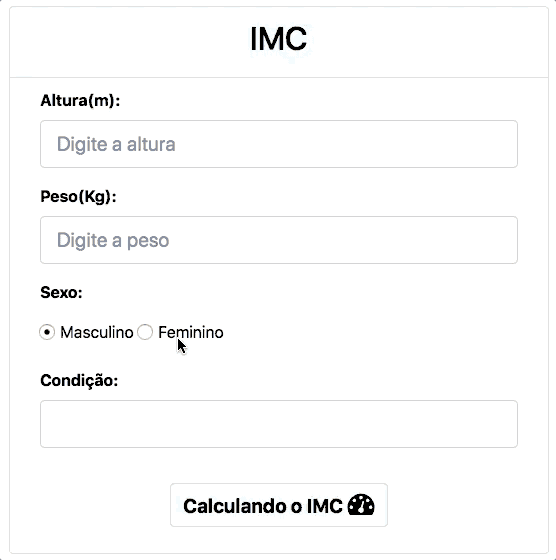 IMC
Altura(m):
Digite a altura
Peso(Kg):
Digite a peso
Sexo:
Masculino Feminino
Condição:
Calculando o IMC